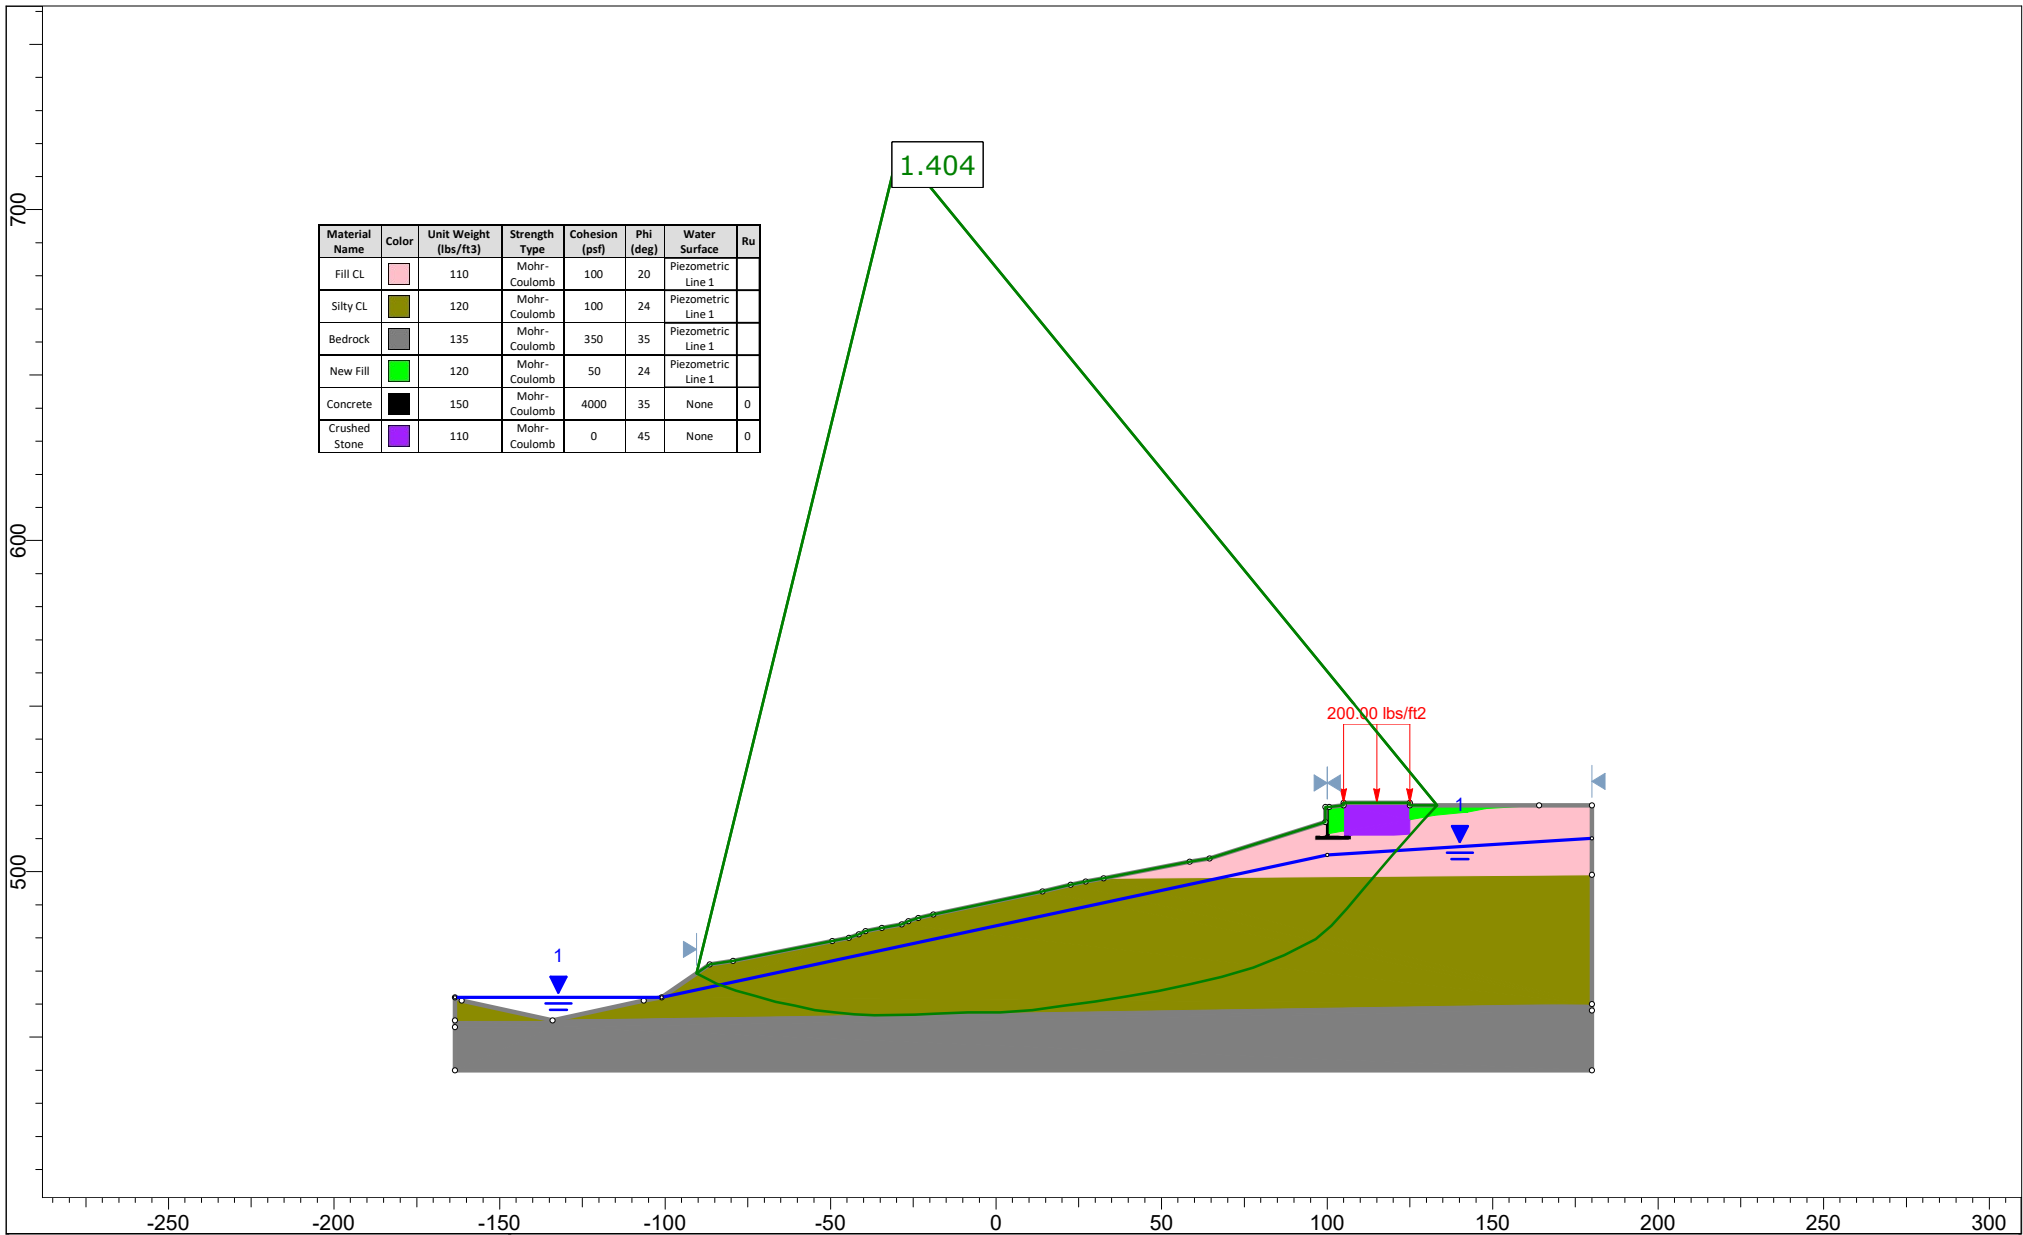 1.404
700
Material Name Color Unit Weight (lbs/ft3) Strength Type Cohesion (psf) Phi (deg) Water Surface Ru
Fill CL 110 Mohr-Coulomb 100 20 Piezometric Line 1
Silty CL 120 Mohr-Coulomb 100 24 Piezometric Line 1
Bedrock 135 Mohr-Coulomb 350 35 Piezometric Line 1
New Fill 120 Mohr-Coulomb 50 24 Piezometric Line 1
Concrete 150 Mohr-Coulomb 4000 35 None 0
Crushed Stone 110 Mohr-Coulomb 0 45 None 0
600
200.00 lbs/ft2
1
500
1
-250 -200 -150 -100 -50 0 50 100 150 200 250 300